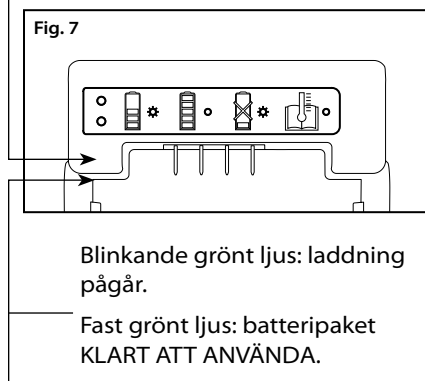 Fig. 7
Blinkande grönt ljus: laddning
pågår.
Fast grönt ljus: batteripaket
KLART ATT ANVÄNDA.